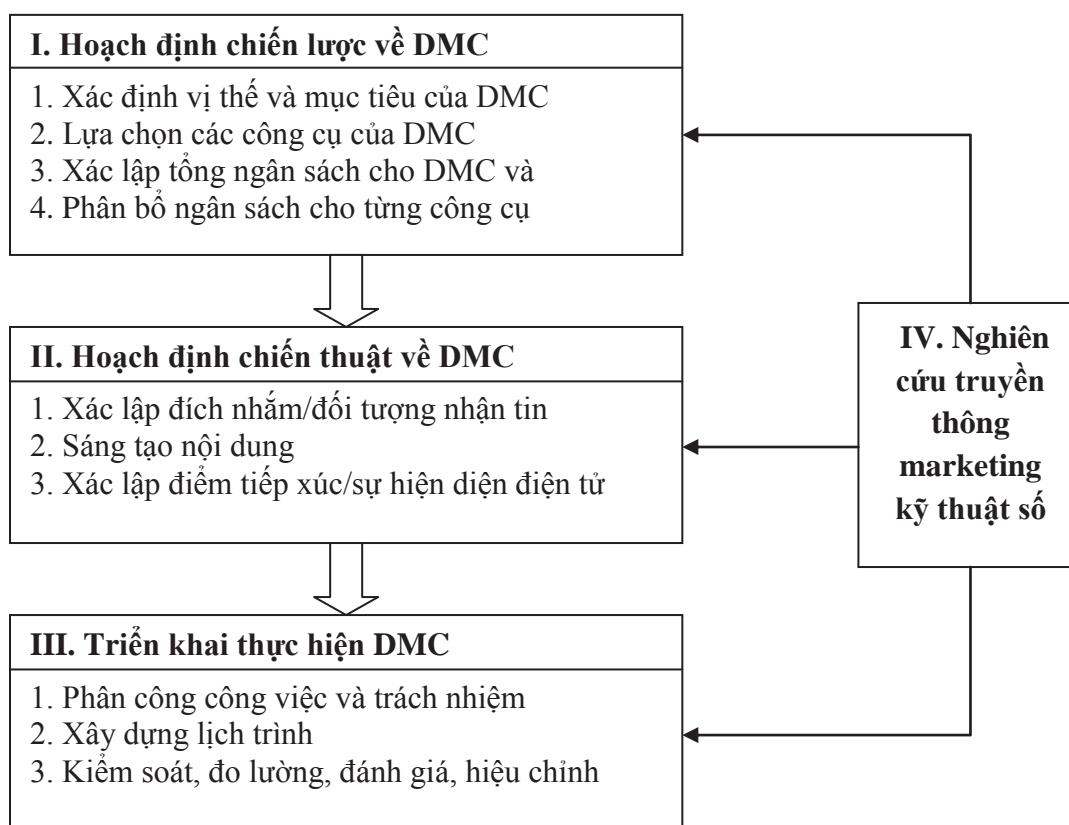 I. Hoạch định chiến lược về DMC
1. Xác định vị thế và mục tiêu của DMC
2. Lựa chọn các công cụ của DMC
3. Xác lập tổng ngân sách cho DMC và
4. Phân bổ ngân sách cho từng công cụ
II. Hoạch định chiến thuật về DMC
1. Xác lập đích nhắm/đối tượng nhận tin
2. Sáng tạo nội dung
3. Xác lập điểm tiếp xúc/sự hiện diện điện tử
III. Triển khai thực hiện DMC
1. Phân công công việc và trách nhiệm
2. Xây dựng lịch trình
3. Kiểm soát, đo lường, đánh giá, hiệu chỉnh
IV. Nghiên
cứu truyền
thông
marketing
kỹ thuật số